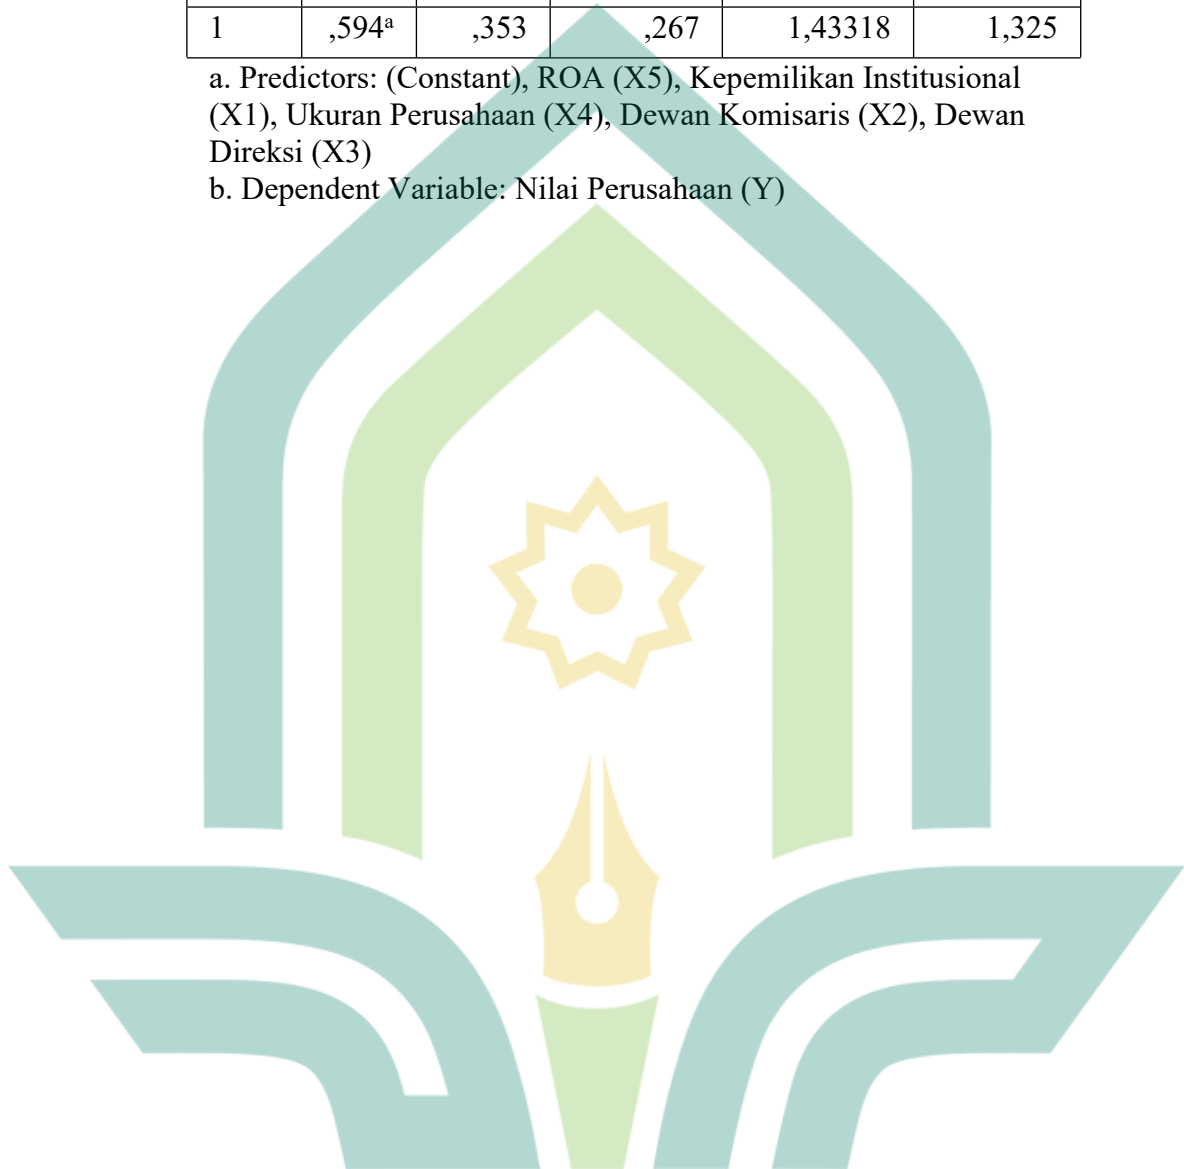 1 ,594ᵃ ,353 ,267 1,43318 1,325
a. Predictors: (Constant), ROA (X5), Kepemilikan Institusional
(X1), Ukuran Perusahaan (X4), Dewan Komisaris (X2), Dewan
Direksi (X3)
b. Dependent Variable: Nilai Perusahaan (Y)